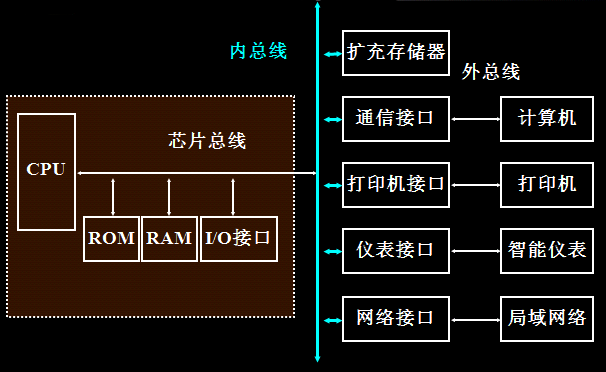 内总线
扩充存储器
外总线
通信接口
计算机
芯片总线
CPU
打印机接口
打印机
ROM
RAM
I/O接口
仪表接口
智能仪表
网络接口
局域网络